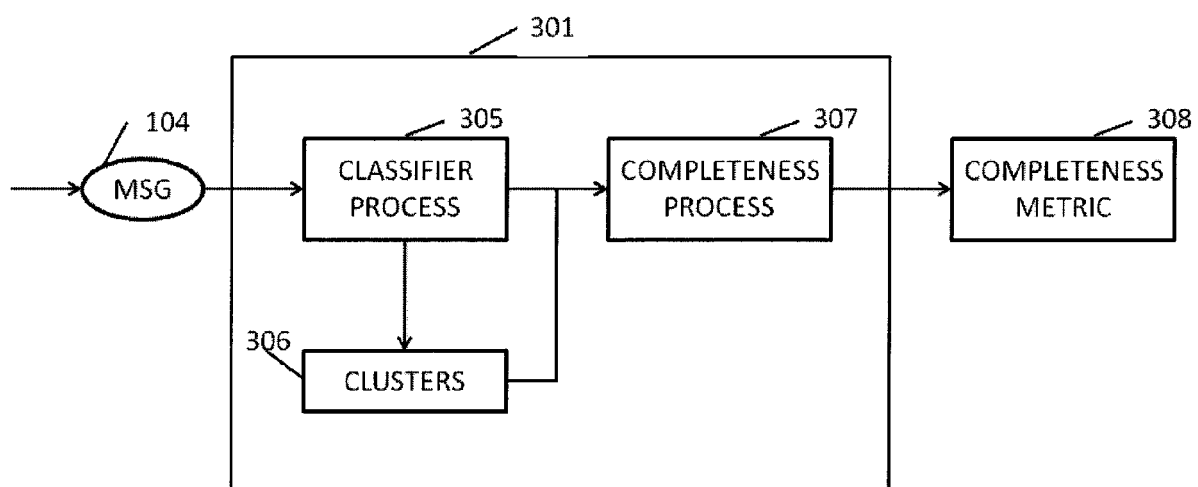 301
104
305
307
308
MSG
CLASSIFIER
PROCESS
COMPLETENESS
PROCESS
COMPLETENESS
METRIC
306
CLUSTERS